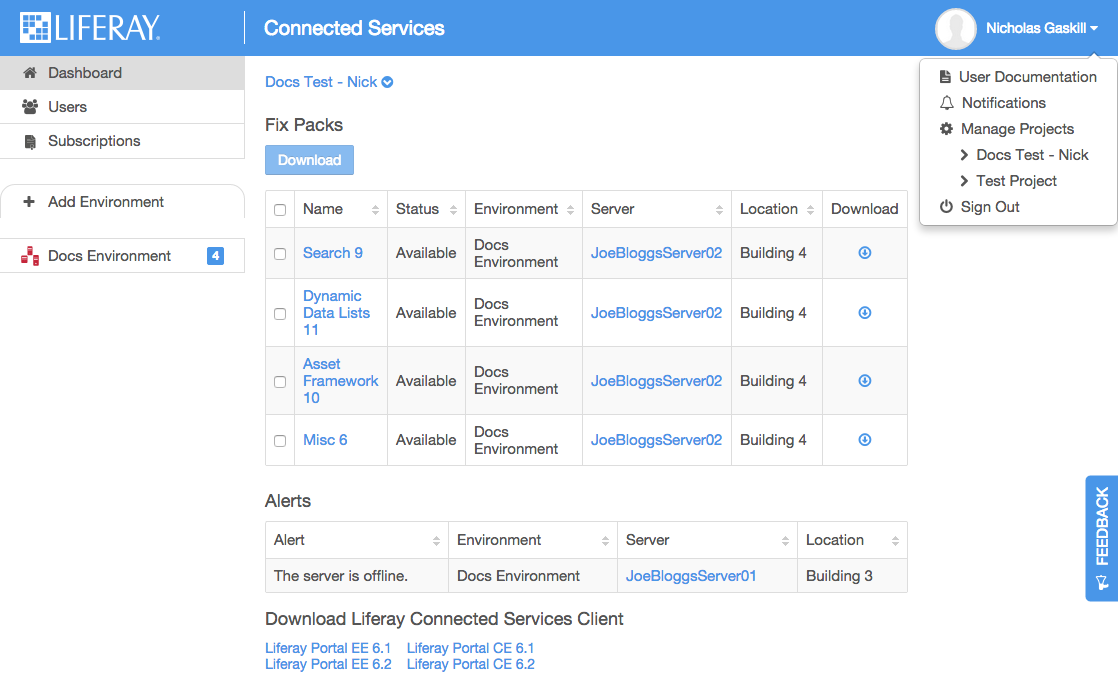 LIFERAY.
Connected Services
Nicholas Gaskill
User Documentation
Notifications
Manage Projects
Docs Test - Nick
Test Project
Sign Out
Dashboard
Users
Subscriptions
Add Environment
Docs Environment 4
Docs Test - Nick
Fix Packs
Download
Name Status Environment Server Location Download
Search 9 Available Docs Environment JoeBloggsServer02 Building 4
Dynamic Data Lists 11 Available Docs Environment JoeBloggsServer02 Building 4
Asset Framework 10 Available Docs Environment JoeBloggsServer02 Building 4
Misc 6 Available Docs Environment JoeBloggsServer02 Building 4
Alerts
Alert Environment Server Location
The server is offline. Docs Environment JoeBloggsServer01 Building 3
Download Liferay Connected Services Client
Liferay Portal EE 6.1 Liferay Portal CE 6.1
Liferay Portal EE 6.2 Liferay Portal CE 6.2
FEEDBACK